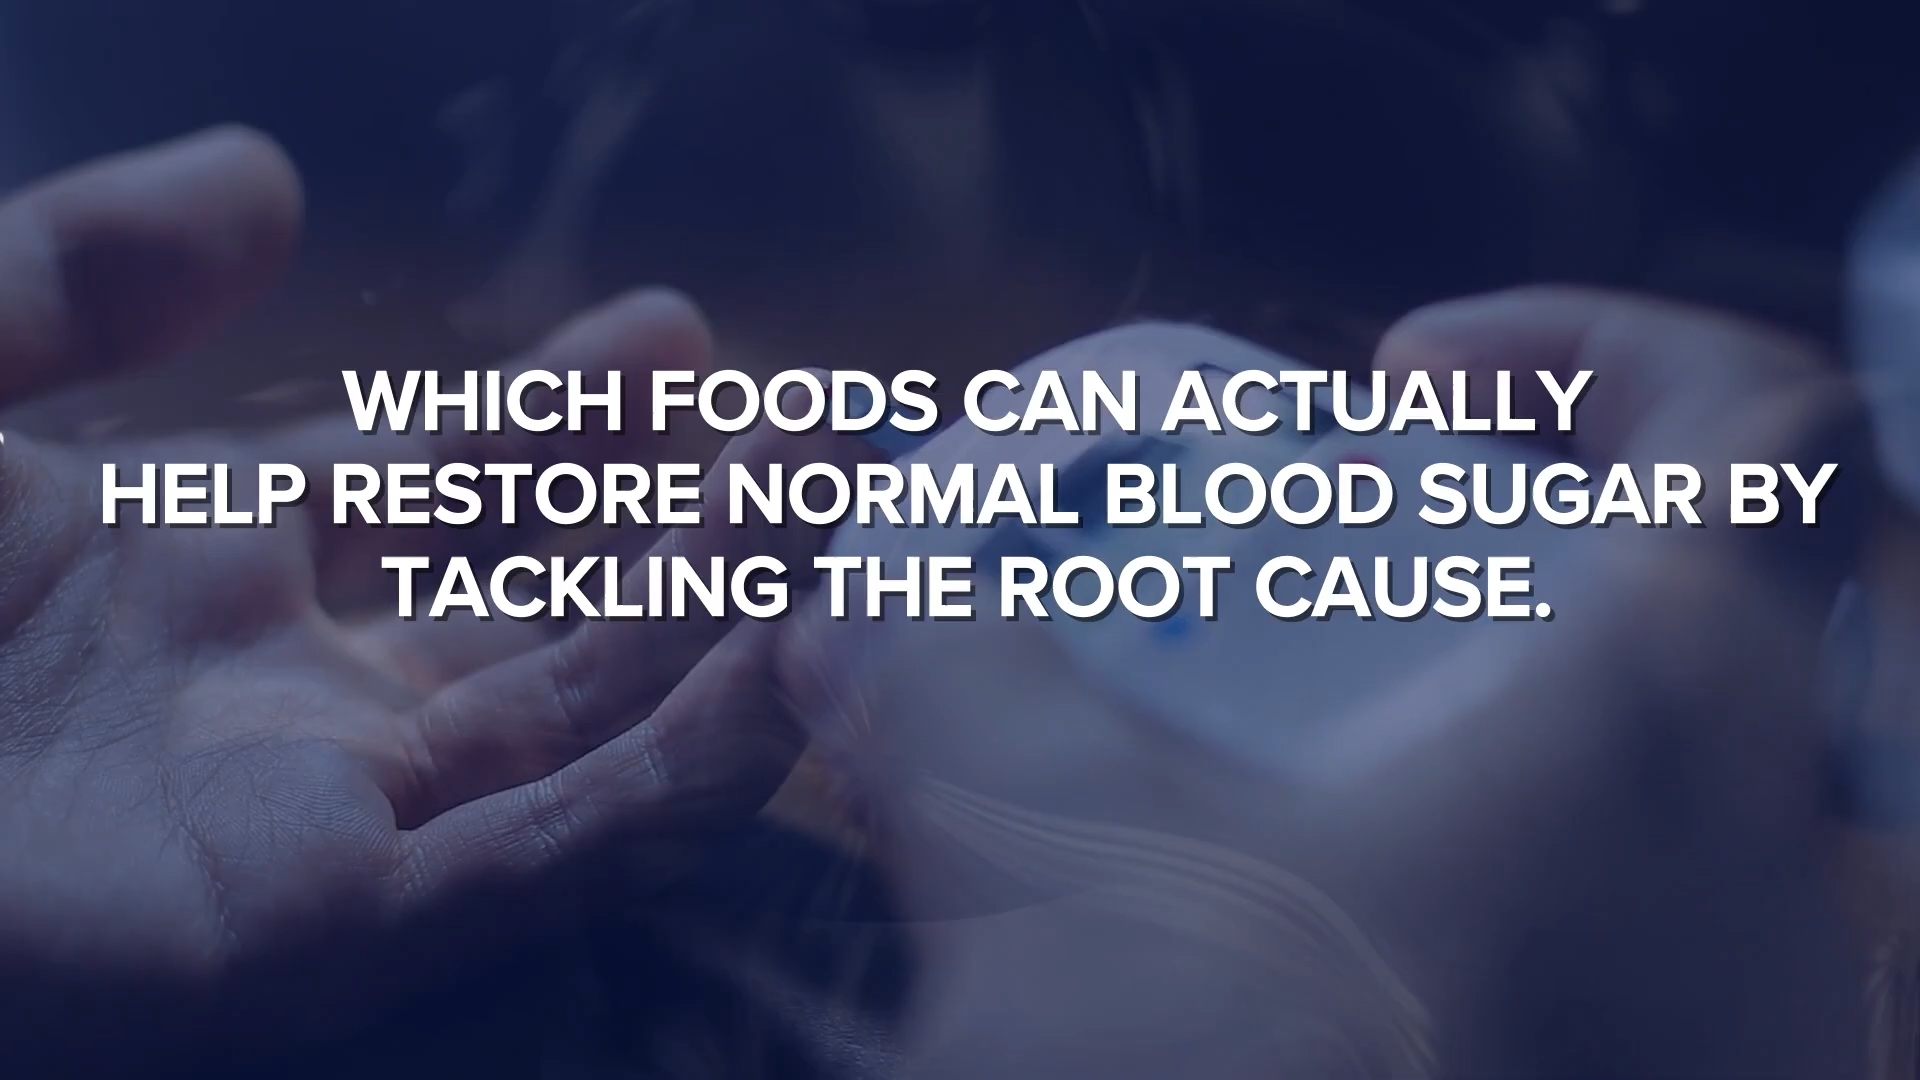 WHICH FOODS CAN ACTUALLY
HELP RESTORE NORMAL BLOOD SUGAR BY
TACKLING THE ROOT CAUSE.